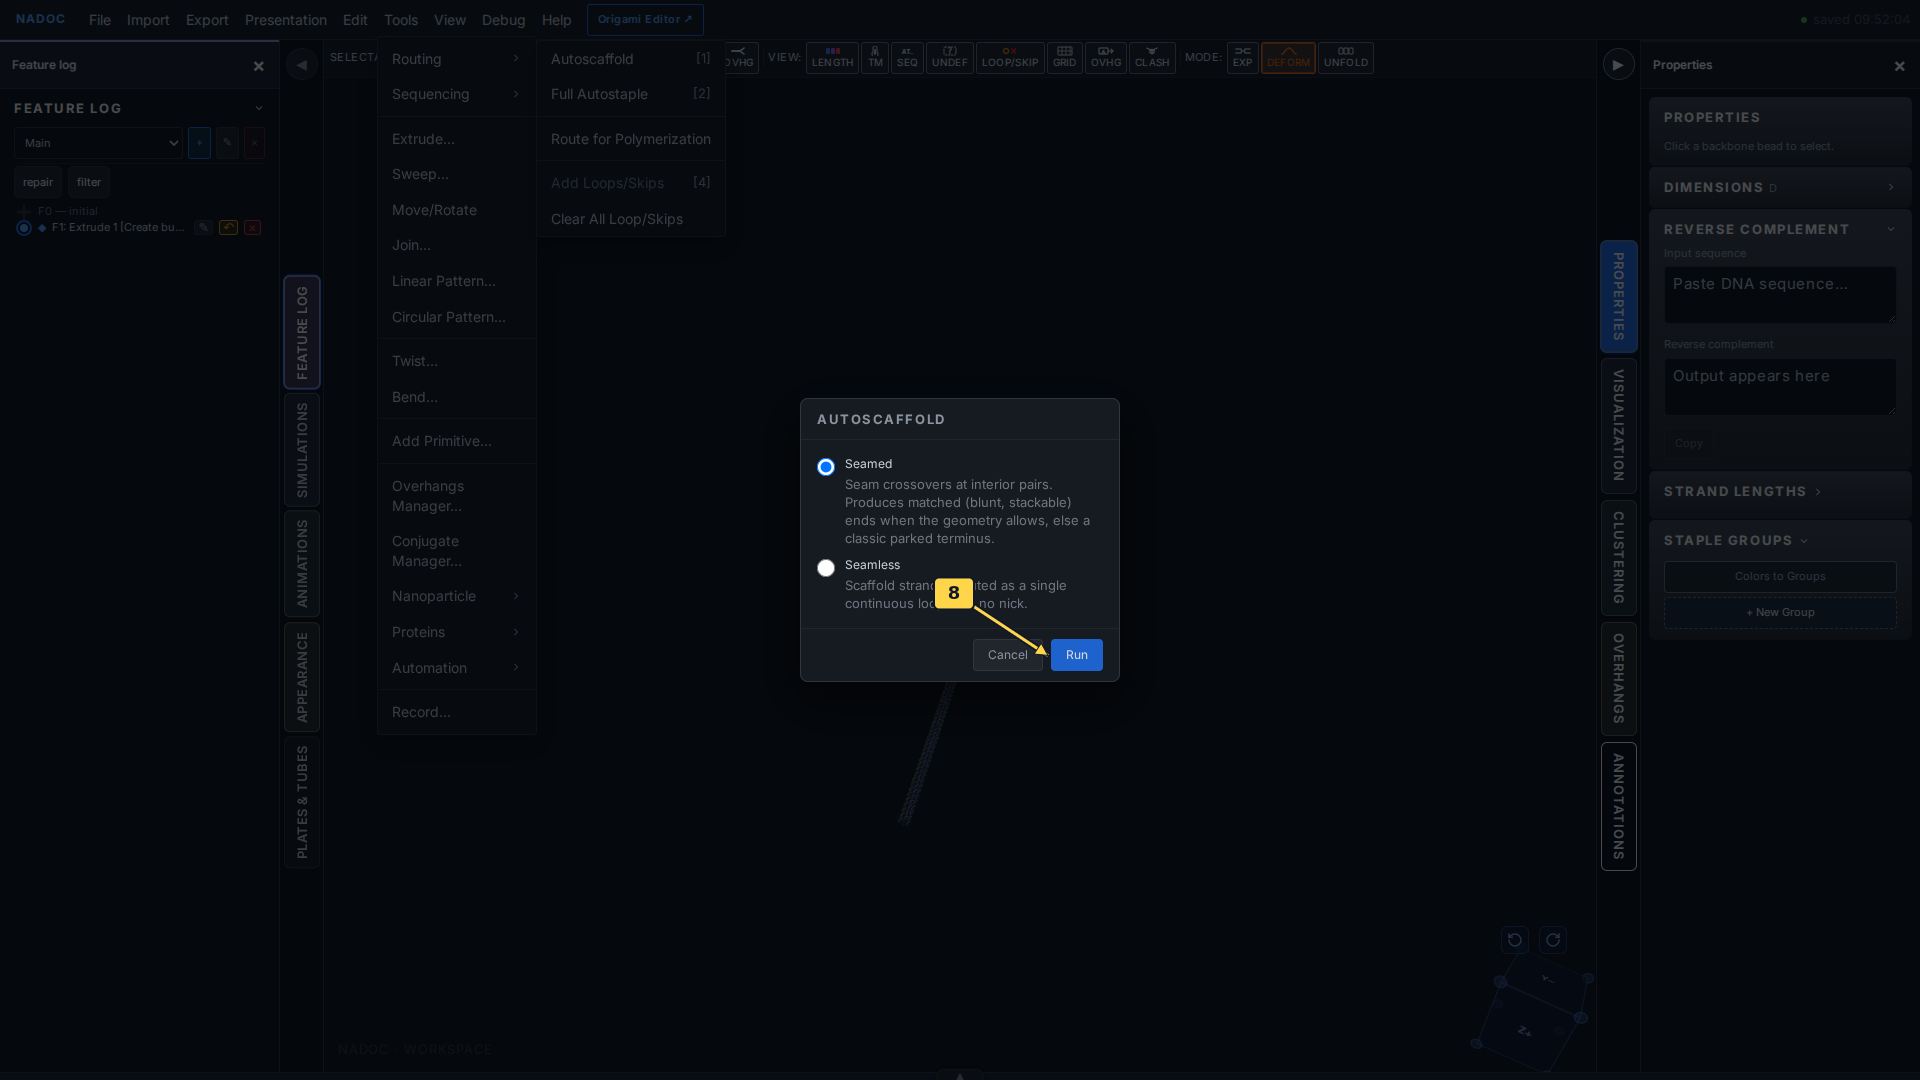 NADOC File Import Export Presentation Edit Tools View Debug Help Origami Editor ↗ saved 09:52:04
Feature log ×
FEATURE LOG
Main + ✎ ×
repair filter
F0 — initial
F1: Extrude 1 [Create bu...
FEATURE LOG
SIMULATIONS
ANIMATIONS
APPEARANCE
PLATES & TUBES
OVHG VIEW: LENGTH TM SEQ UNDEF LOOP/SKIP GRID OVHG CLASH MODE: EXP DEFORM UNFOLD
Routing ›
Sequencing ›
Extrude...
Sweep...
Move/Rotate
Join...
Linear Pattern...
Circular Pattern...
Twist...
Bend...
Add Primitive...
Overhangs
Manager...
Conjugate
Manager...
Nanoparticle ›
Proteins ›
Automation ›
Record...
Autoscaffold [1]
Full Autostaple [2]
Route for Polymerization
Add Loops/Skips [4]
Clear All Loop/Skips
AUTOSCAFFOLD
Seamed
Seam crossovers at interior pairs.
Produces matched (blunt, stackable)
ends when the geometry allows, else a
classic parked terminus.
Seamless
Scaffold as a single
continuous no nick.
8
Cancel Run
NADOC WORKSPACE
Y-
Z+
PROPERTIES
VISUALIZATION
CLUSTERING
OVERHANGS
ANNOTATIONS
Properties ×
PROPERTIES
Click a backbone bead to select.
DIMENSIONS D
REVERSE COMPLEMENT
Input sequence
Paste DNA sequence...
Reverse complement
Output appears here
Copy
STRAND LENGTHS
STAPLE GROUPS
Colors to Groups
+ New Group